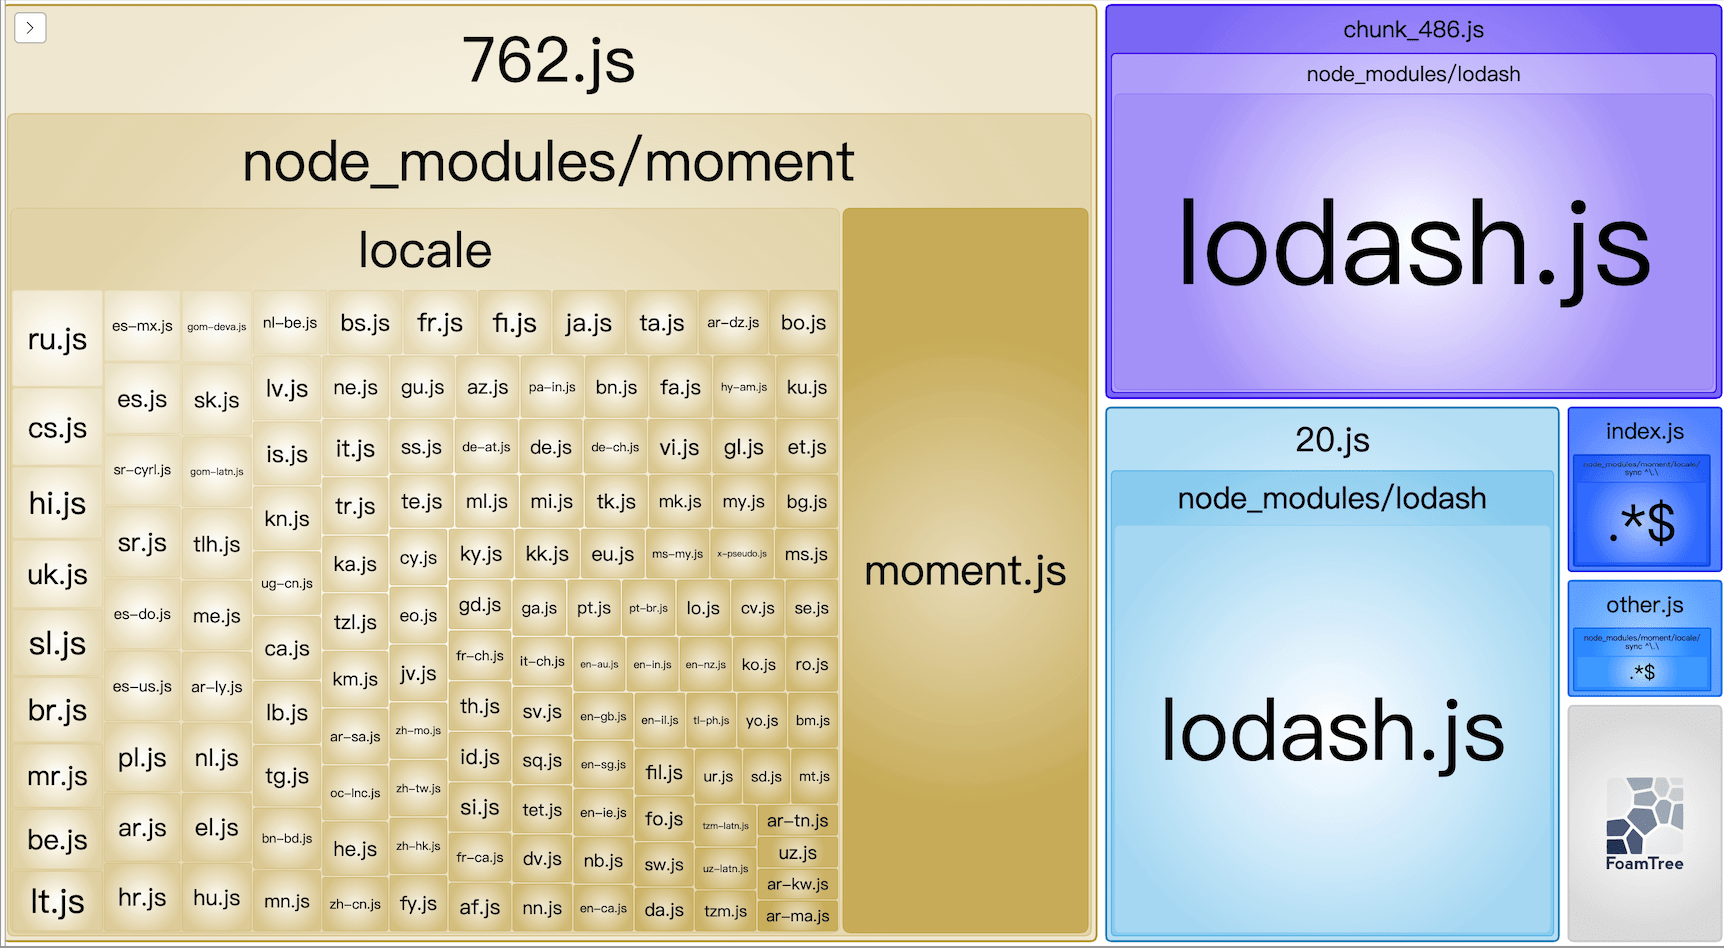 762.js
node_modules/moment
locale
ru.js
cs.js
hi.js
uk.js
sl.js
br.js
mr.js
be.js
lt.js
es-mx.js
es.js
sr-cyrl.js
sr.js
es-do.js
es-us.js
pl.js
ar.js
hr.js
gom-deva.js
sk.js
gom-latn.js
tlh.js
me.js
ar-ly.js
nl.js
el.js
hu.js
nl-be.js
lv.js
is.js
kn.js
ug-cn.js
ca.js
lb.js
tg.js
bn-bd.js
mn.js
bs.js
fr.js
fi.js
ja.js
ta.js
ar-dz.js
bo.js
ne.js
gu.js
az.js
pa-in.js
bn.js
fa.js
hy-am.js
ku.js
it.js
ss.js
de-at.js
de.js
de-ch.js
vi.js
gl.js
et.js
tr.js
te.js
ml.js
mi.js
tk.js
mk.js
my.js
bg.js
ka.js
cy.js
ky.js
kk.js
eu.js
ms-my.js
x-pseudo.js
ms.js
tzl.js
eo.js
gd.js
ga.js
pt.js
pt-br.js
lo.js
cv.js
se.js
km.js
jv.js
fr-ch.js
it-ch.js
en-au.js
en-in.js
en-nz.js
ko.js
ro.js
ar-sa.js
zh-mo.js
th.js
sv.js
en-gb.js
en-il.js
tl-ph.js
yo.js
bm.js
oc-lnc.js
zh-tw.js
id.js
sq.js
en-sg.js
fil.js
ur.js
sd.js
mt.js
he.js
zh-hk.js
si.js
tet.js
en-ie.js
fo.js
tzm-latn.js
ar-tn.js
uz.js
zh-cn.js
fy.js
fr-ca.js
dv.js
nb.js
sw.js
uz-latn.js
ar-kw.js
af.js
nn.js
en-ca.js
da.js
tzm.js
ar-ma.js
moment.js
chunk_486.js
node_modules/lodash
lodash.js
20.js
node_modules/lodash
lodash.js
index.js
node_modules/moment/locale/
sync ^\.\
.*$
other.js
node_modules/moment/locale/
sync ^\.\
.*$
FoamTree